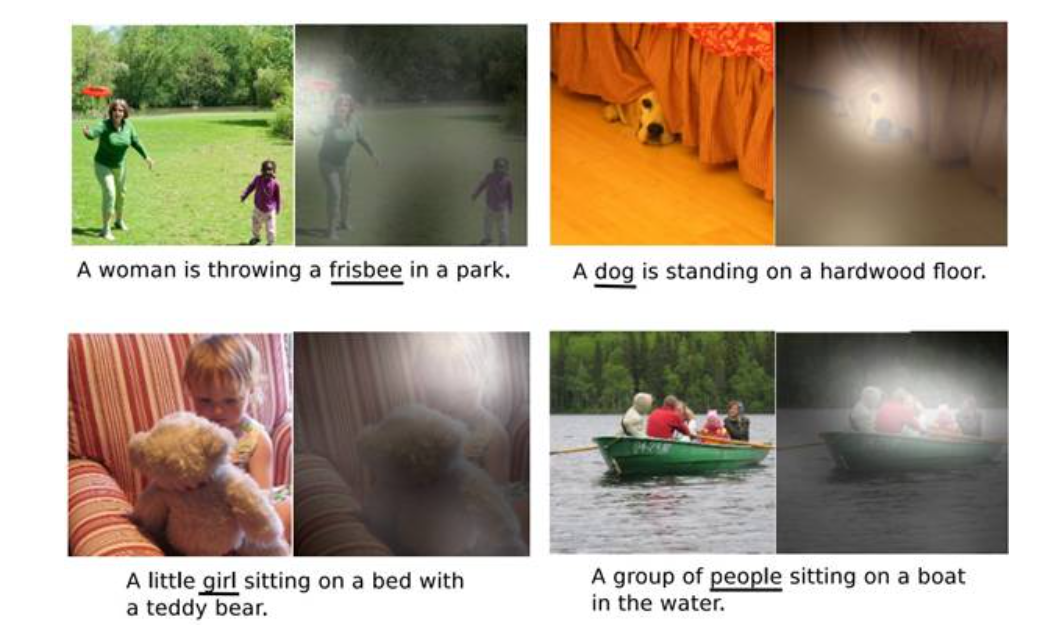 A woman is throwing a frisbee in a park.
A dog is standing on a hardwood floor.
A little girl sitting on a bed with
a teddy bear.
A group of people sitting on a boat
in the water.